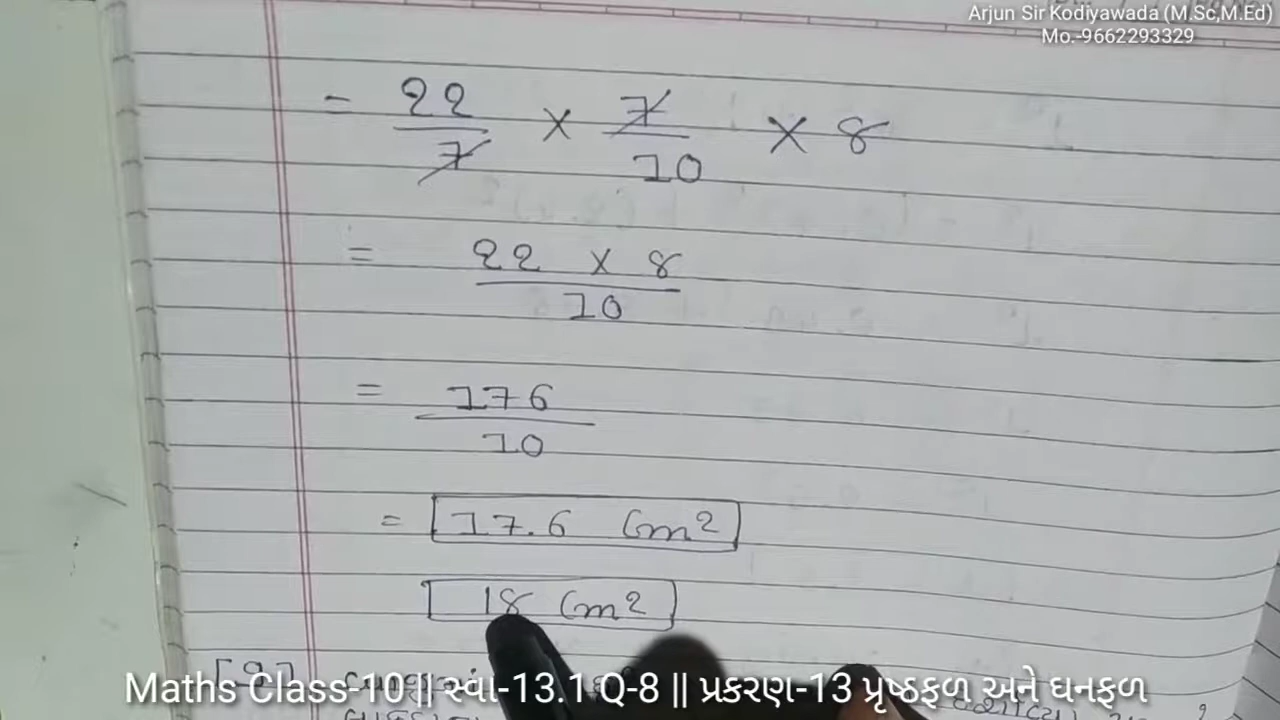 Arjun Sir Kodiyawada (M.Sc,M.Ed)
Mo.-9662293329
= 22/7 × 7/10 × 8
= 22 × 8 / 10
= 176 / 10
= 17.6 Cm²
18 Cm²
[9]
Maths Class-10 || સ્વા-13.1 Q-8 || પ્રકરણ-13 પૃષ્ઠફળ અને ઘનફળ